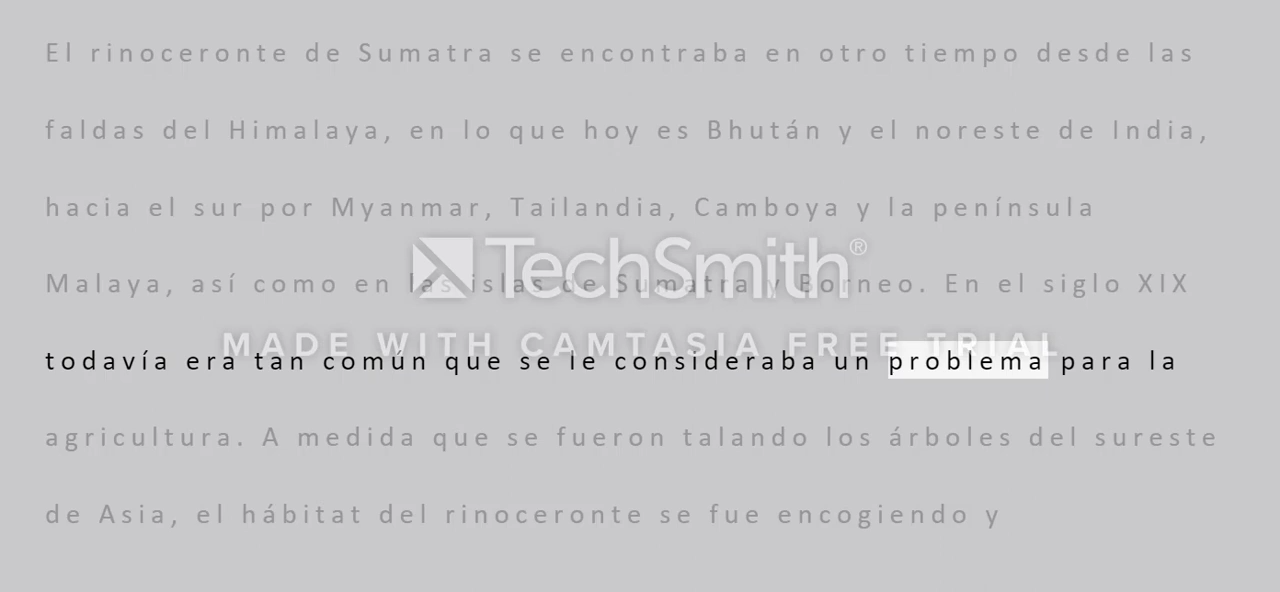 El rinoceronte de Sumatra se encontraba en otro tiempo desde las
faldas del Himalaya, en lo que hoy es Bhután y el noreste de India,
hacia el sur por Myanmar, Tailandia, Camboya y la península
TechSmith®
Malaya, así como en las islas de Sumatra y Borneo. En el siglo XIX
MADE WITH CAMTASIA FREE TRIAL
todavía era tan común que se le consideraba un problema para la
agricultura. A medida que se fueron talando los árboles del sureste
de Asia, el hábitat del rinoceronte se fue encogiendo y